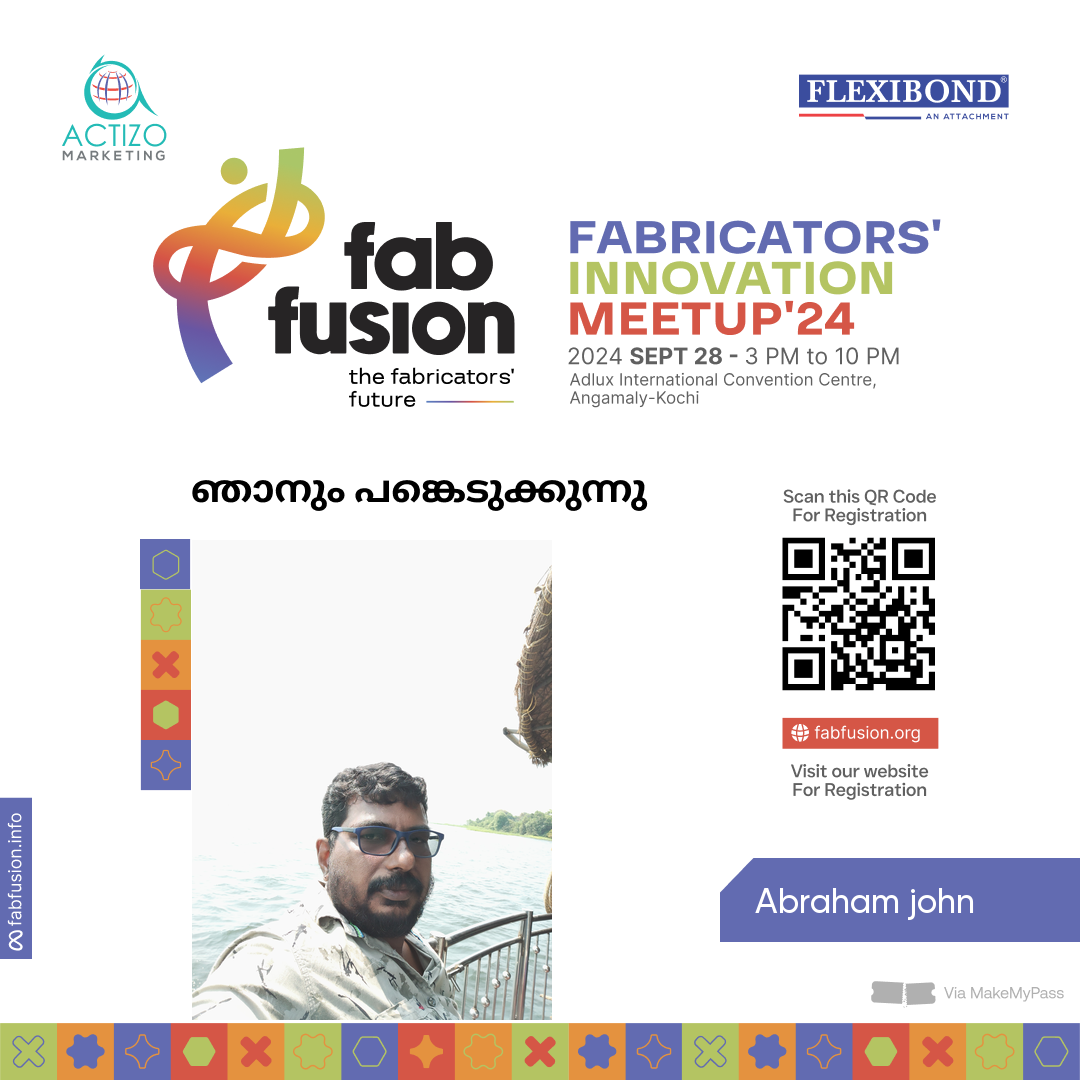 ACTIZO
MARKETING
FLEXIBOND®
AN ATTACHMENT
fab
fusion
the fabricators'
future
FABRICATORS'
INNOVATION
MEETUP'24
2024 SEPT 28 - 3 PM to 10 PM
Adlux International Convention Centre,
Angamaly-Kochi
ഞാനും പങ്കെടുക്കുന്നു
Scan this QR Code
For Registration
fabfusion.org
Visit our website
For Registration
fabfusion.info
Abraham john
Via MakeMyPass